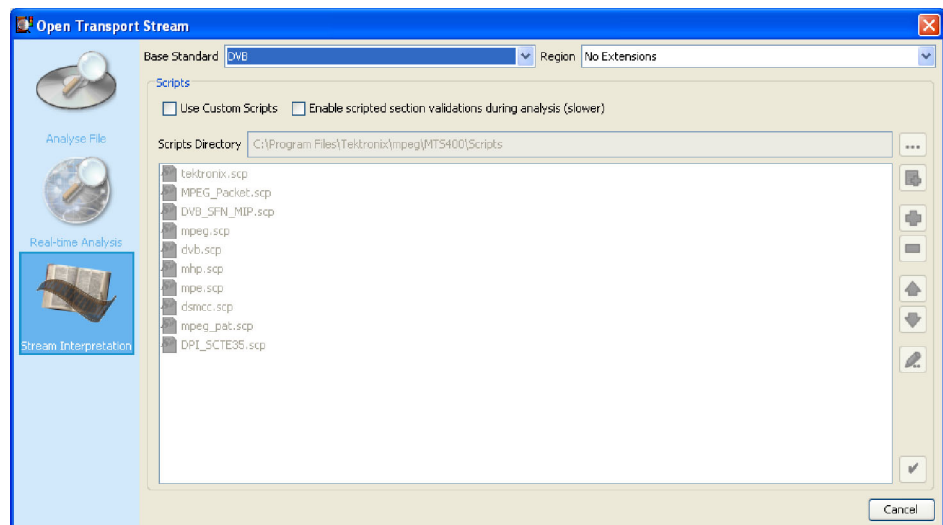 Open Transport Stream
Base Standard DVB Region No Extensions
Scripts
Use Custom Scripts Enable scripted section validations during analysis (slower)
Analyse File
Scripts Directory C:\Program Files\Tektronix\mpeg\MTS400\Scripts ...
tektronix.scp
MPEG_Packet.scp
DVB_SFN_MIP.scp
mpeg.scp
Real-time Analysis
dvb.scp
mhp.scp
mpe.scp
dsmcc.scp
mpeg_pat.scp
Stream Interpretation
DPI_SCTE35.scp
Cancel